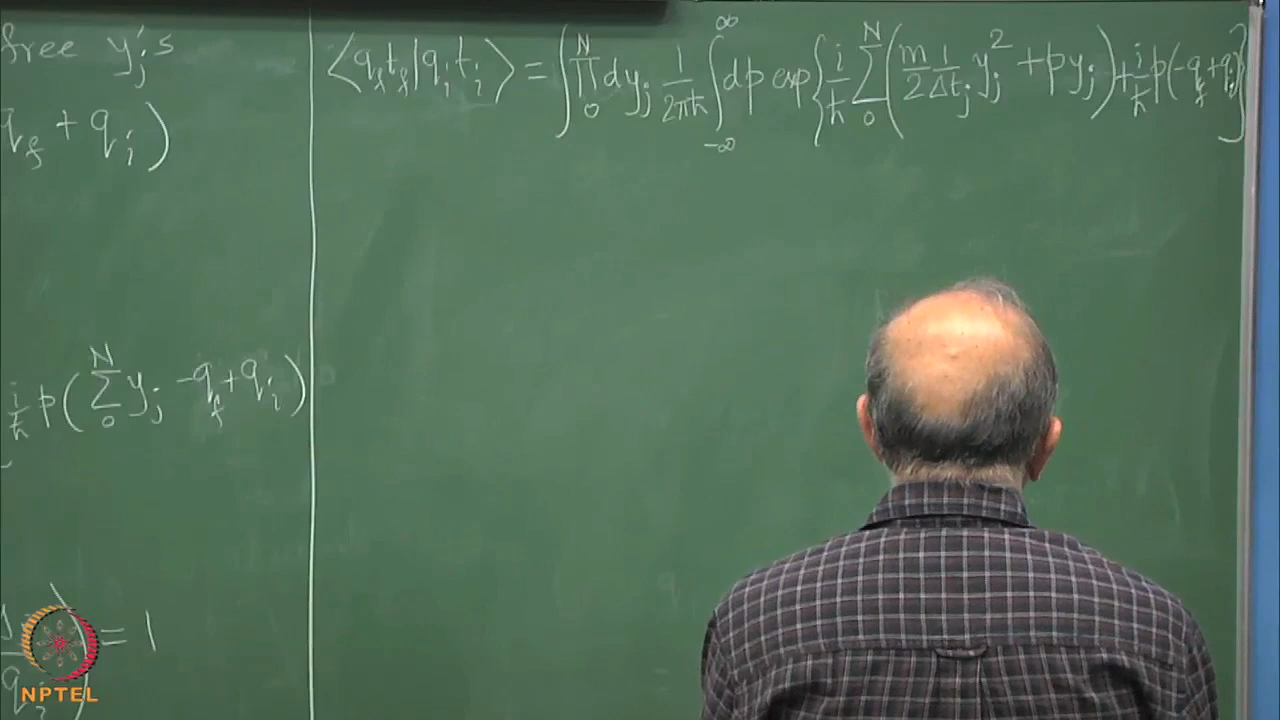 free y_j's
q_f + q_i)
i/ħ p(∑_0^N y_j - q_f + q_i)
= 1
⟨q_f t_f|q_i t_i⟩ = ∫ ∏_0^N dy_j 1/2πħ ∫_{-∞}^{∞} dp exp{i/ħ ∑_0^N (m/2 1/Δt_j y_j^2 + p y_j) + i/ħ p(-q_f + q_i)}
NPTEL